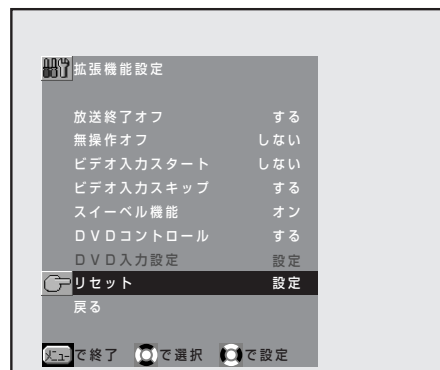 拡張機能設定
放送終了オフ する
無操作オフ しない
ビデオ入力スタート しない
ビデオ入力スキップ する
スイーベル機能 オン
DVDコントロール する
DVD入力設定 設定
リセット 設定
戻る
メニューで終了 で選択 で設定